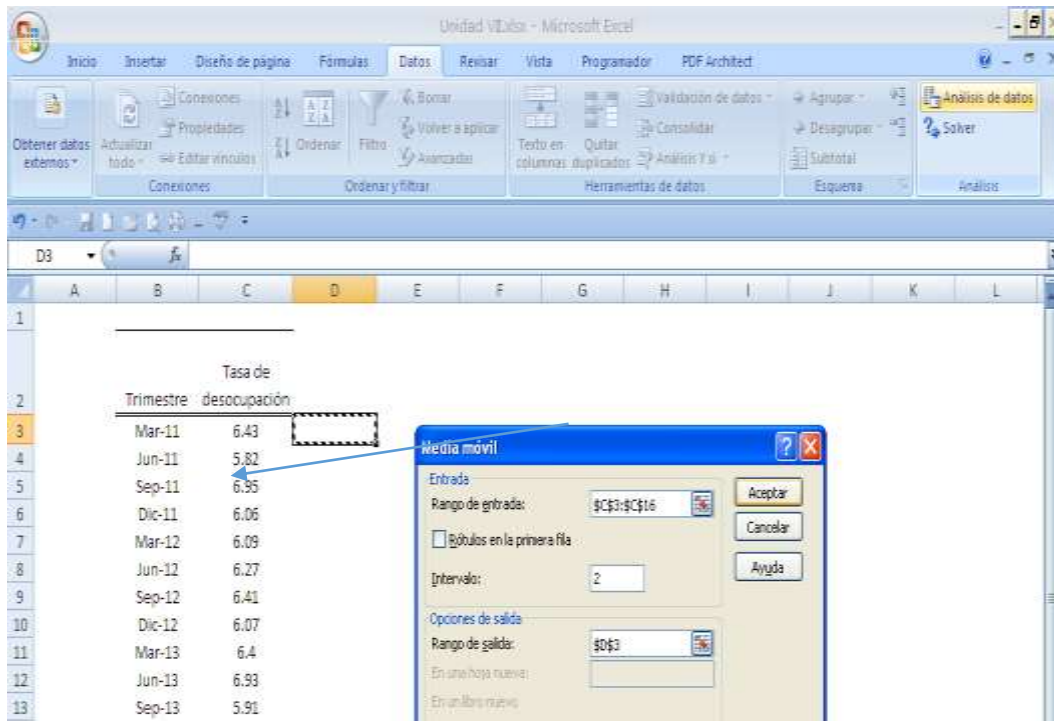 Unidad VII.xlsx - Microsoft Excel
Inicio Insertar Diseño de página Fórmulas Datos Revisar Vista Programador PDF Architect
Obtener datos externos
Actualizar todo
Conexiones
Propiedades
Editar vínculos
Conexiones
Ordenar
Filtro
Borrar
Volver a aplicar
Avanzadas
Ordenar y filtrar
Texto en columnas
Quitar duplicados
Validación de datos
Consolidar
Análisis Y si
Herramientas de datos
Agrupar
Desagrupar
Subtotal
Esquema
Análisis de datos
Solver
Análisis
D3 fx
A B C D E F G H I J K L
1
Tasa de
2 Trimestre desocupación
3 Mar-11 6.43
4 Jun-11 5.82
5 Sep-11 6.95
6 Dic-11 6.06
7 Mar-12 6.09
8 Jun-12 6.27
9 Sep-12 6.41
10 Dic-12 6.07
11 Mar-13 6.4
12 Jun-13 6.93
13 Sep-13 5.91
Media móvil
Entrada
Rango de entrada: $C$3:$C$16
Rótulos en la primera fila
Intervalo: 2
Opciones de salida
Rango de salida: $D$3
En una hoja nueva:
En un libro nuevo
Aceptar
Cancelar
Ayuda